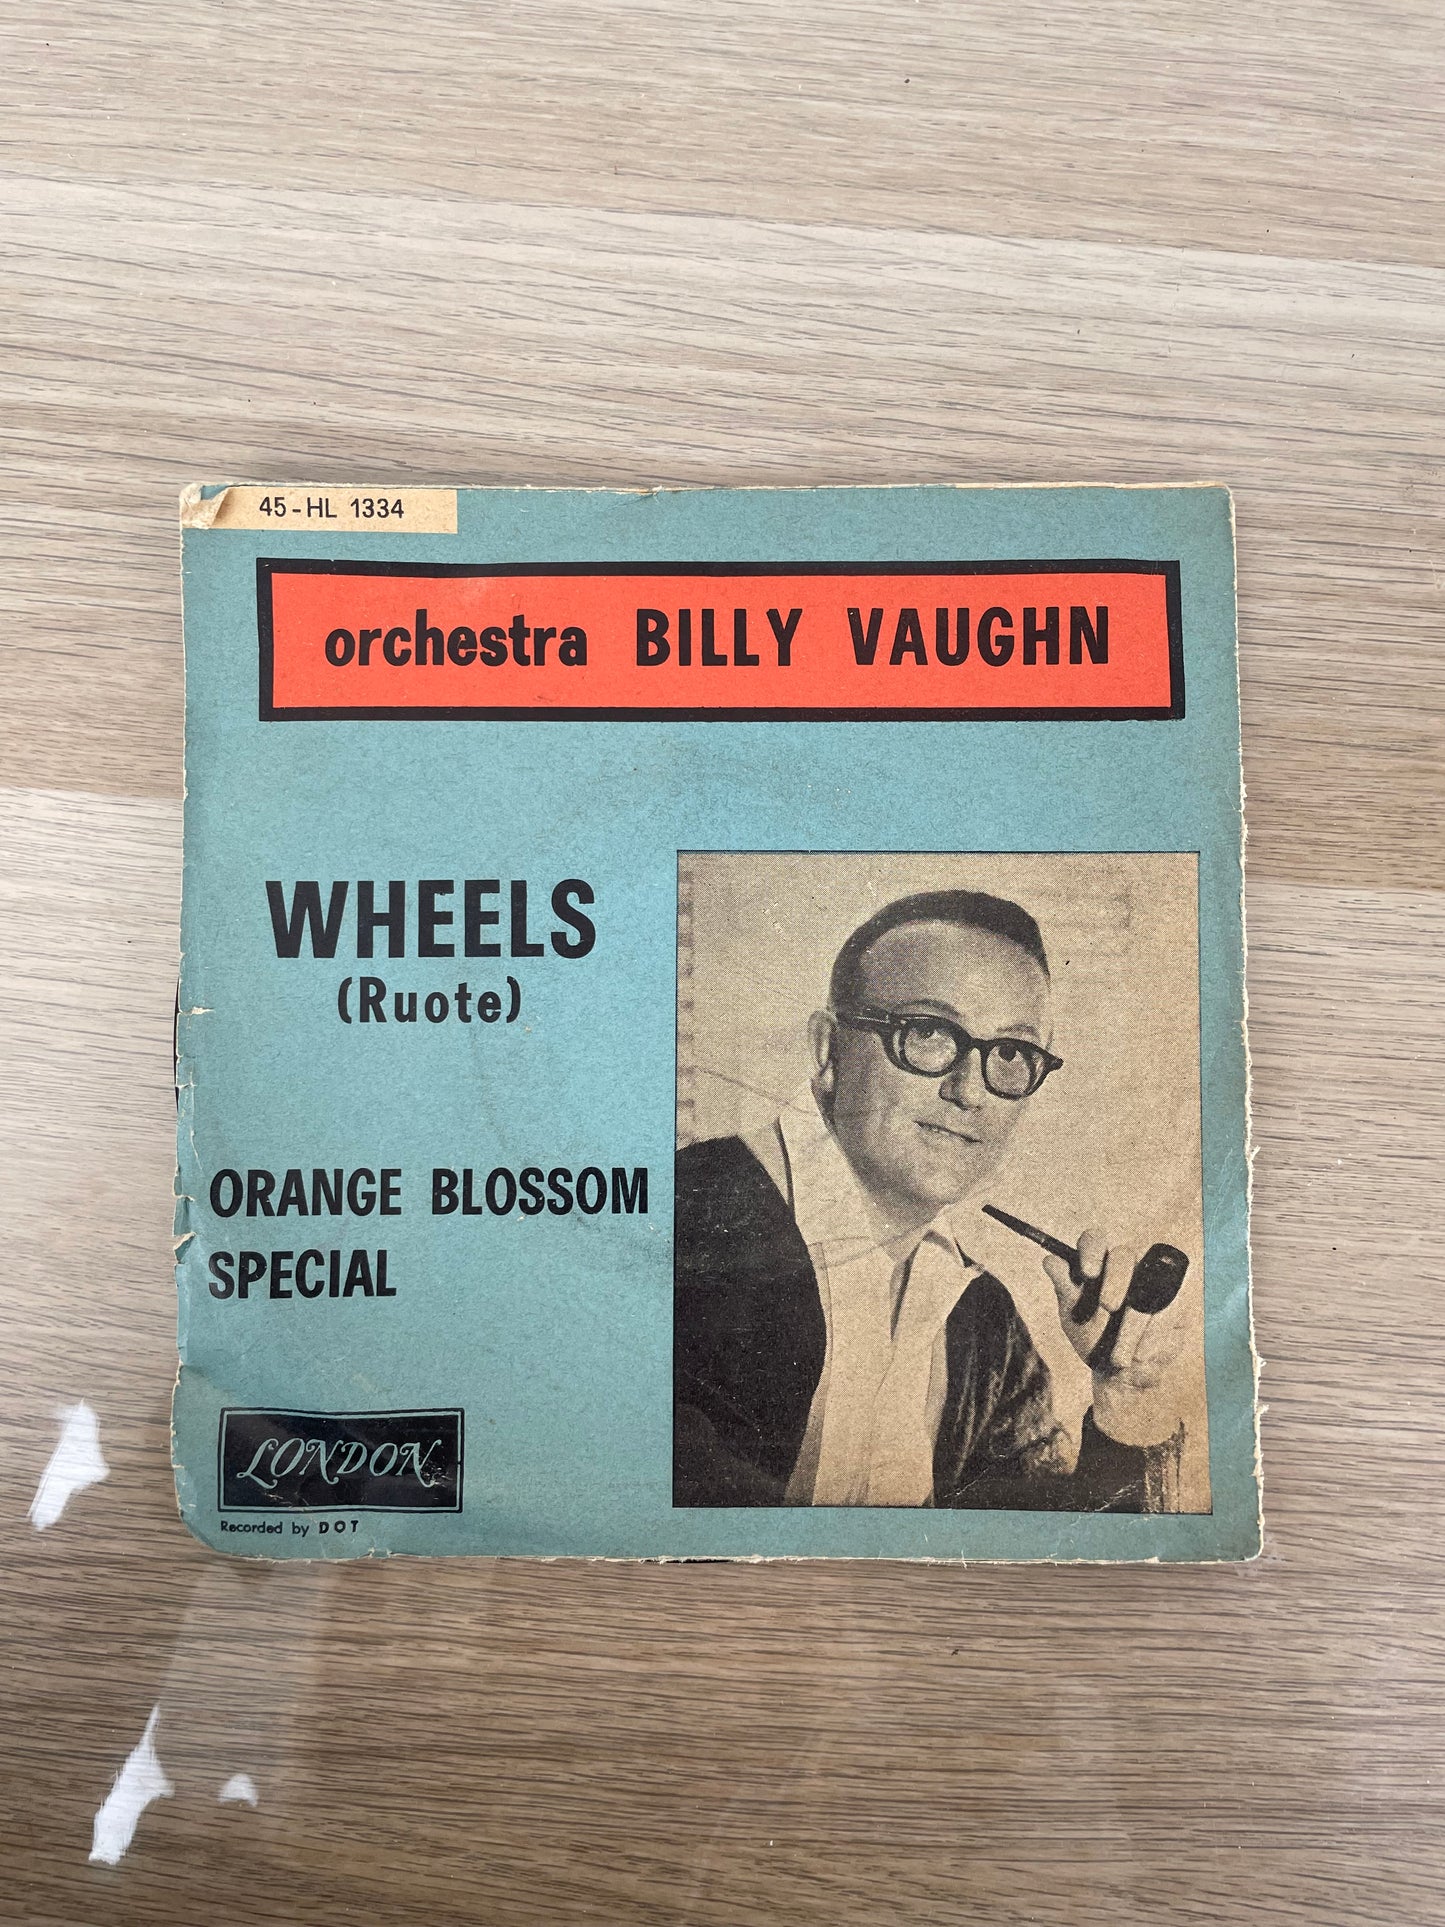 45-HL 1334
orchestra BILLY VAUGHN
WHEELS
(Ruote)
ORANGE BLOSSOM
SPECIAL
LONDON
Recorded by DOT